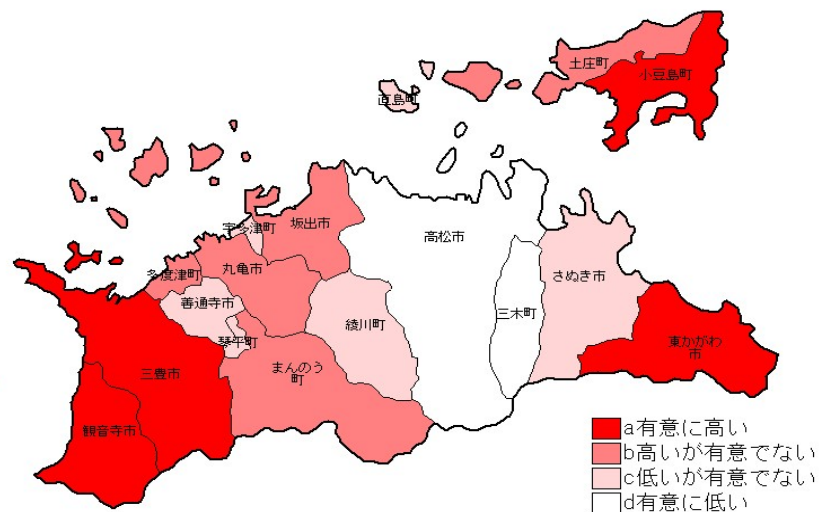 土庄町
小豆島町
直島町
宇多津町
坂出市
高松市
多度津町
丸亀市
さぬき市
善通寺市
三木町
綾川町
琴平町
東かがわ
市
まんのう
町
三豊市
観音寺市
a有意に高い
b高いが有意でない
c低いが有意でない
d有意に低い